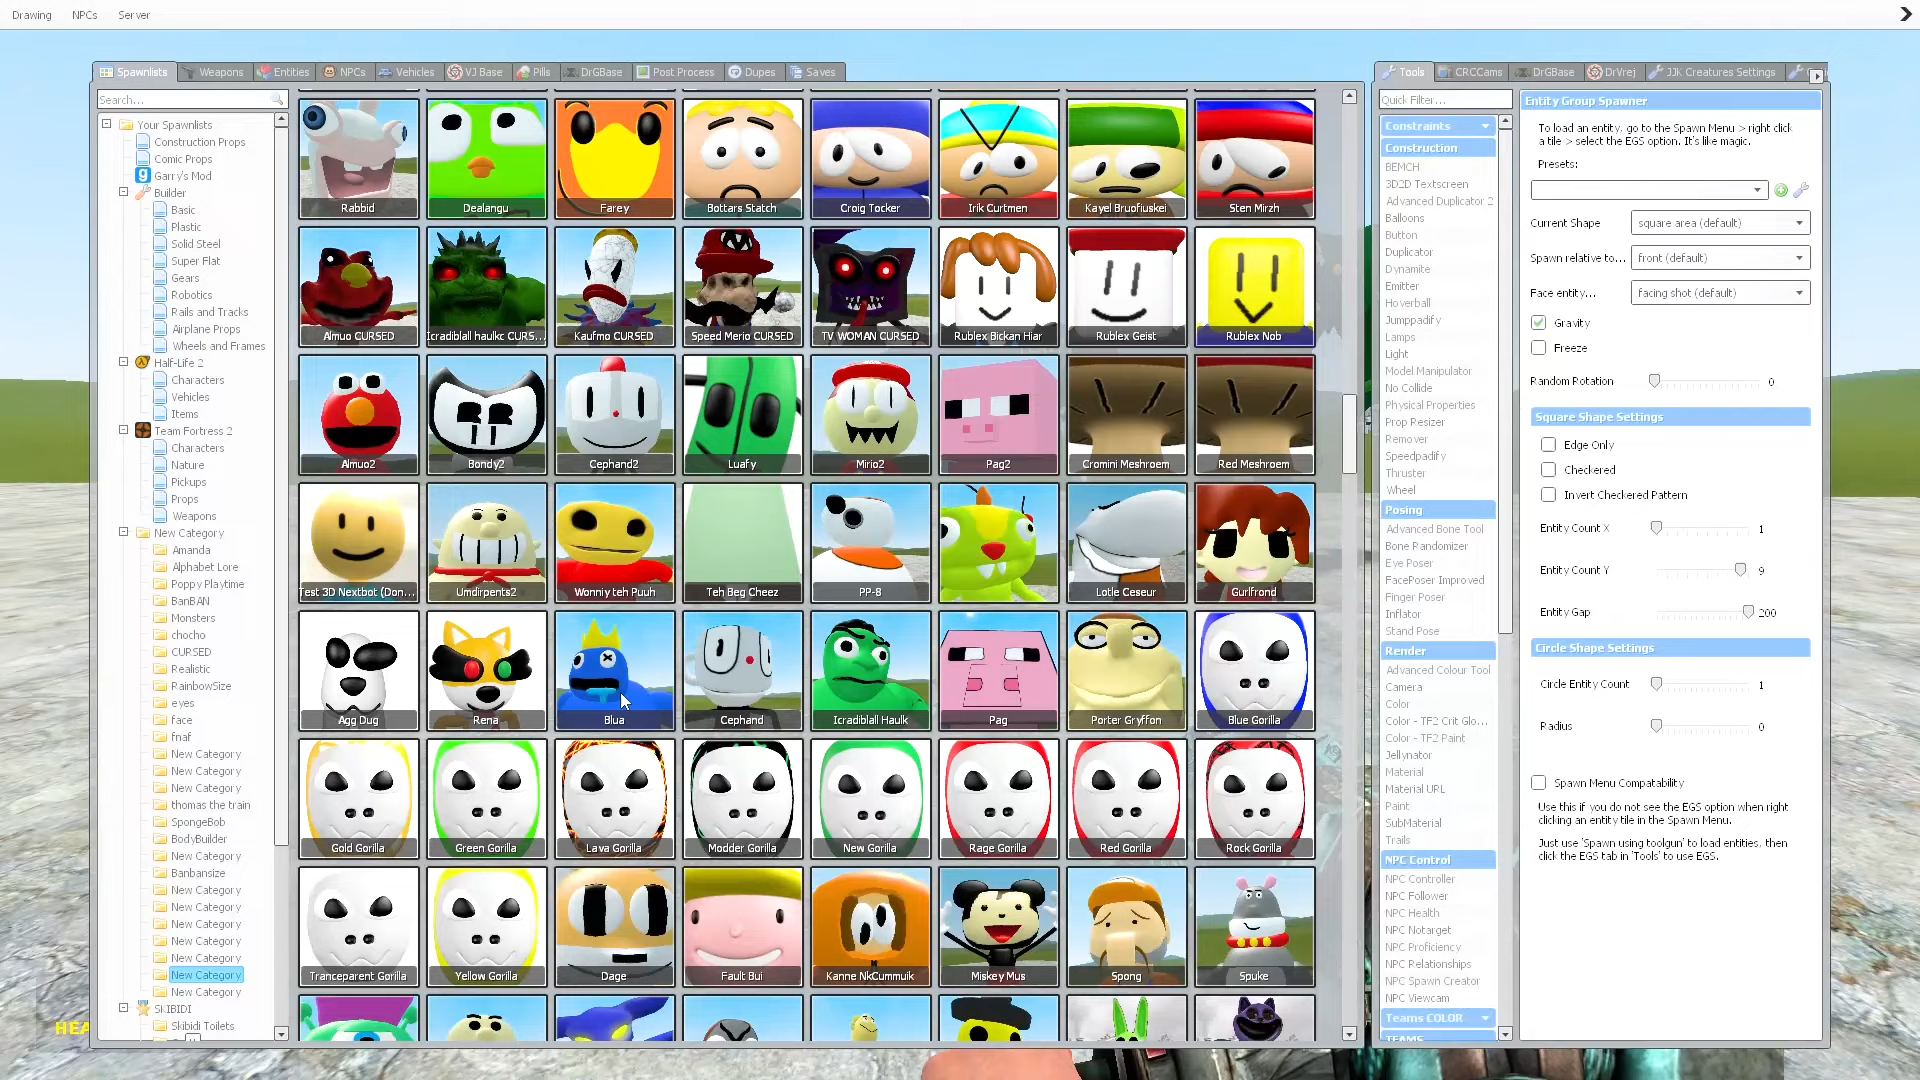 Drawing NPCs Server
Spawnlists Weapons Entities NPCs Vehicles VJ Base Pills DrGBase Post Process Dupes Saves
Search...
Your Spawnlists
Construction Props
Comic Props
Garry's Mod
Builder
Basic
Plastic
Solid Steel
Super Flat
Gears
Robotics
Rails and Tracks
Airplane Props
Wheels and Frames
Half-Life 2
Characters
Vehicles
Items
Team Fortress 2
Characters
Nature
Pickups
Props
Weapons
New Category
Amanda
Alphabet Lore
Poppy Playtime
BanBAN
Monsters
chocho
CURSED
Realistic
RainbowSize
eyes
face
fnaf
New Category
New Category
New Category
thomas the train
SpongeBob
BodyBuilder
New Category
Banbansize
New Category
New Category
New Category
New Category
New Category
New Category
New Category
SKIBIDI
Skibidi Toilets
HEA
Rabbid Dealangu Farey Bottars Statch Croig Tocker Irik Curtmen Kayel Bruofiuskei Sten Mirzh
Almuo CURSED Icradiblall haulkc CURS... Kaufmo CURSED Speed Merio CURSED TV WOMAN CURSED Rublex Bickan Hiar Rublex Geist Rublex Nob
Almuo2 Bondy2 Cephand2 Luafy Mirio2 Pag2 Cromini Meshroem Red Meshroem
Test 3D Nextbot (Don... Umdirpents2 Wonniy teh Puuh Teh Beg Cheez PP-8 Lotle Ceseur Gurlfrond
Agg Dug Rena Blua Cephand Icradiblall Haulk Pag Porter Gryffon Blue Gorilla
Gold Gorilla Green Gorilla Lava Gorilla Modder Gorilla New Gorilla Rage Gorilla Red Gorilla Rock Gorilla
Tranceparent Gorilla Yellow Gorilla Dage Fault Bui Kanne NkCummuik Miskey Mus Spong Spuke
Tools CRCCams DrGBase DrVrej JJK Creatures Settings
Quick Filter...
Constraints
Construction
BEMCH
3D2D Textscreen
Advanced Duplicator 2
Balloons
Button
Duplicator
Dynamite
Emitter
Hoverball
Jumppadify
Lamps
Light
Model Manipulator
No Collide
Physical Properties
Prop Resizer
Remover
Speedpadify
Thruster
Wheel
Posing
Advanced Bone Tool
Bone Randomizer
Eye Poser
FacePoser Improved
Finger Poser
Inflator
Stand Pose
Render
Advanced Colour Tool
Camera
Color
Color - TF2 Crit Glo...
Color - TF2 Paint
Jellynator
Material
Material URL
Paint
SubMaterial
Trails
NPC Control
NPC Controller
NPC Follower
NPC Health
NPC Notarget
NPC Proficiency
NPC Relationships
NPC Spawn Creator
NPC Viewcam
Teams COLOR
TEAMS
Entity Group Spawner
To load an entity, go to the Spawn Menu > right click
a tile > select the EGS option. It's like magic.
Presets:
Current Shape square area (default)
Spawn relative to... front (default)
Face entity... facing shot (default)
Gravity
Freeze
Random Rotation 0
Square Shape Settings
Edge Only
Checkered
Invert Checkered Pattern
Entity Count X 1
Entity Count Y 9
Entity Gap 200
Circle Shape Settings
Circle Entity Count 1
Radius 0
Spawn Menu Compatability
Use this if you do not see the EGS option when right
clicking an entity tile in the Spawn Menu.
Just use 'Spawn using toolgun' to load entities, then
click the EGS tab in 'Tools' to use EGS.